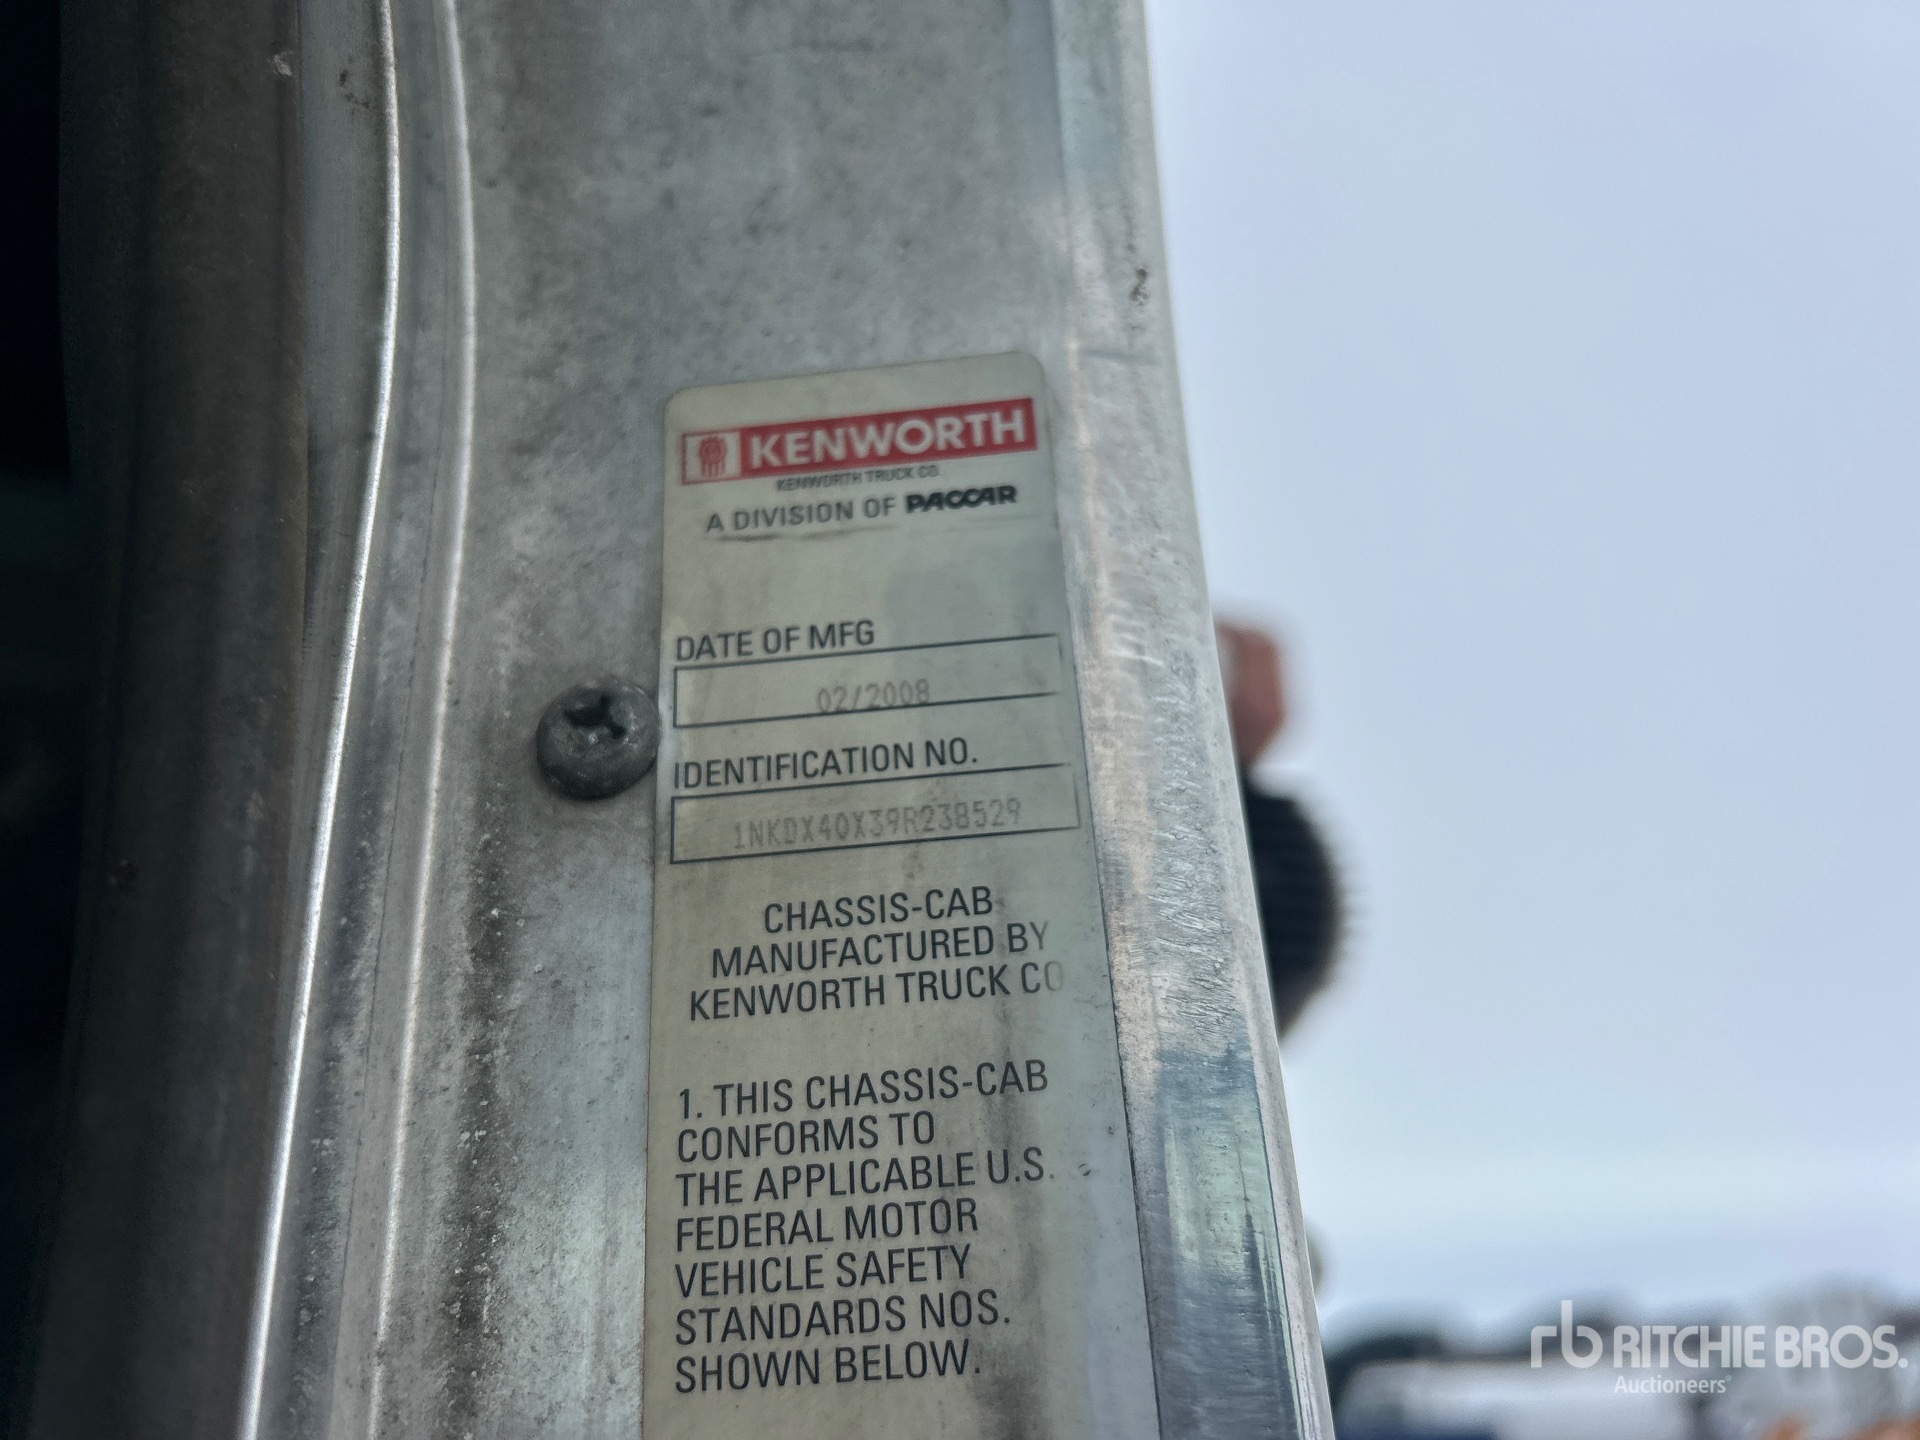 KENWORTH
KENWORTH TRUCK CO.
A DIVISION OF PACCAR
DATE OF MFG
02/2008
IDENTIFICATION NO.
1NKDX40X39R238529
CHASSIS-CAB
MANUFACTURED BY
KENWORTH TRUCK CO
1. THIS CHASSIS-CAB
CONFORMS TO
THE APPLICABLE U.S.
FEDERAL MOTOR
VEHICLE SAFETY
STANDARDS NOS.
SHOWN BELOW.
rb RITCHIE BROS.
Auctioneers